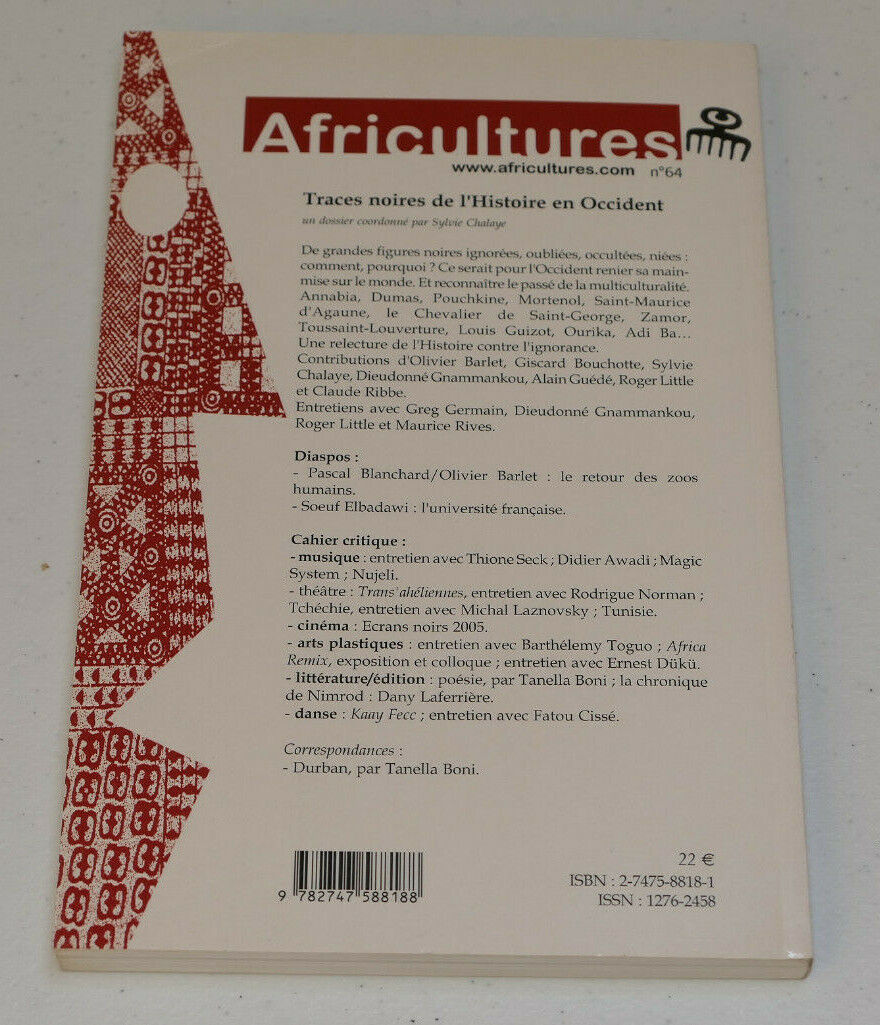 Africultures
www.africultures.com n°64
Traces noires de l'Histoire en Occident
un dossier coordonné par Sylvie Chalaye
De grandes figures noires ignorées, oubliées, occultées, niées :
comment, pourquoi ? Ce serait pour l'Occident renier sa main-
mise sur le monde. Et reconnaître le passé de la multiculturalité.
Annabia, Dumas, Pouchkine, Mortenol, Saint-Maurice
d'Agaune, le Chevalier de Saint-George, Zamor,
Toussaint-Louverture, Louis Guizot, Ourika, Adi Ba...
Une relecture de l'Histoire contre l'ignorance.
Contributions d'Olivier Barlet, Giscard Bouchotte, Sylvie
Chalaye, Dieudonné Gnammankou, Alain Guédé, Roger Little
et Claude Ribbe.
Entretiens avec Greg Germain, Dieudonné Gnammankou,
Roger Little et Maurice Rives.
Diaspos :
- Pascal Blanchard/Olivier Barlet : le retour des zoos
humains.
- Soeuf Elbadawi : l'université française.
Cahier critique :
- musique : entretien avec Thione Seck ; Didier Awadi ; Magic
System ; Nujeli.
- théâtre : Trans'ahéliennes, entretien avec Rodrigue Norman ;
Tchéchie, entretien avec Michal Laznovsky ; Tunisie.
- cinéma : Ecrans noirs 2005.
- arts plastiques : entretien avec Barthélemy Toguo ; Africa
Remix, exposition et colloque ; entretien avec Ernest Dükü.
- littérature/édition : poésie, par Tanella Boni ; la chronique
de Nimrod : Dany Laferrière.
- danse : Kaay Fecc ; entretien avec Fatou Cissé.
Correspondances :
- Durban, par Tanella Boni.
22 €
ISBN : 2-7475-8818-1
ISSN : 1276-2458
9 782747 588188